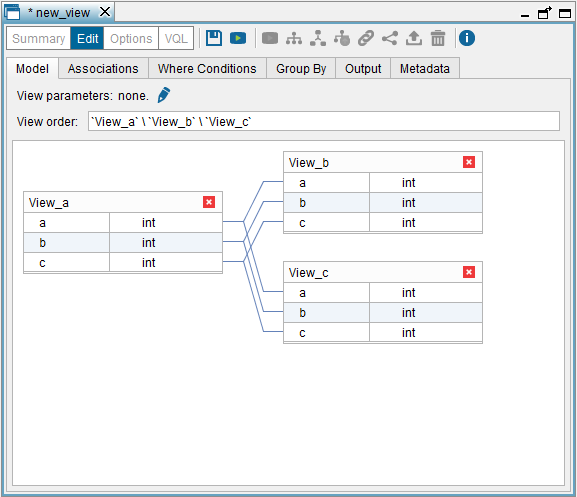 * new_view
Summary Edit Options VQL
Model Associations Where Conditions Group By Output Metadata
View parameters: none.
View order: `View_a` \ `View_b` \ `View_c`
View_a
a int
b int
c int
View_b
a int
b int
c int
View_c
a int
b int
c int